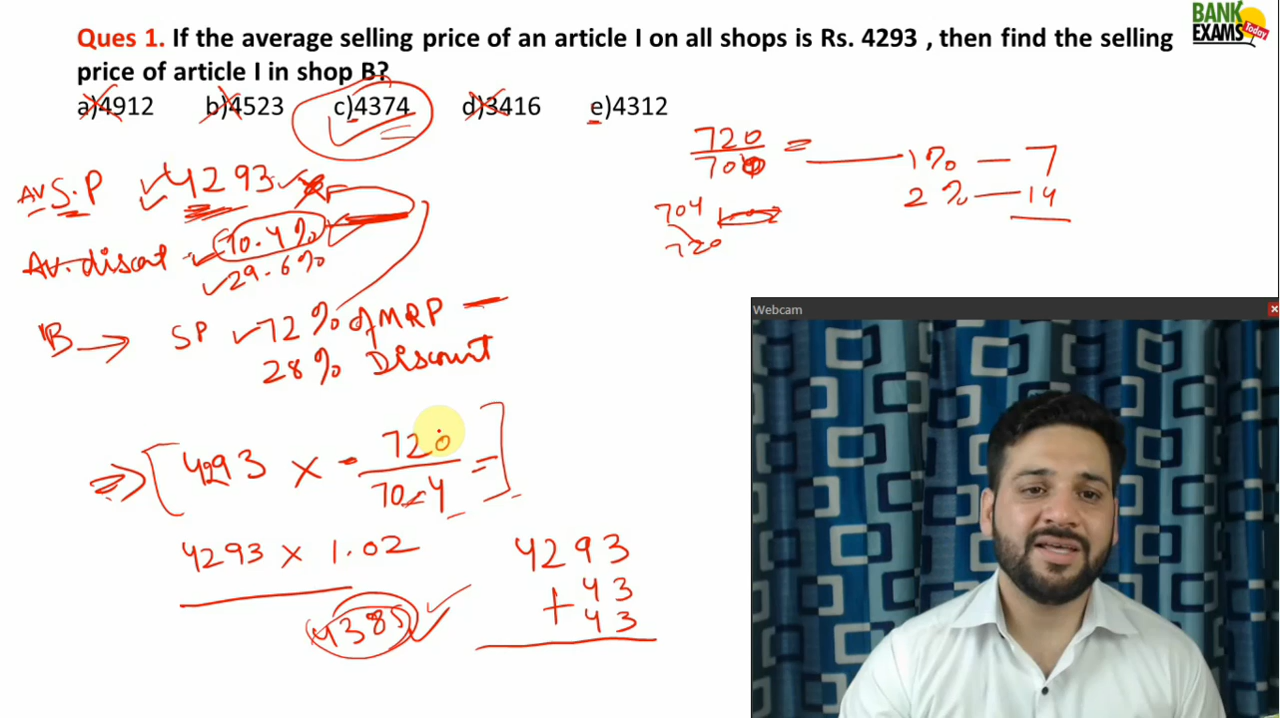 BANK
EXAMS Today
Ques 1. If the average selling price of an article I on all shops is Rs. 4293 , then find the selling
price of article I in shop B?
a)4912 b)4523 c)4374 d)3416 e)4312
720
700 = 1% — 7
2% — 14
704
720
Av S.P 4293
Av. discut 70.4%
29.6%
B → SP 72% of MRP
28% Discount
4293 × 720
70.4 =
4293 × 1.02
4385
4293
43
+ 43
Webcam